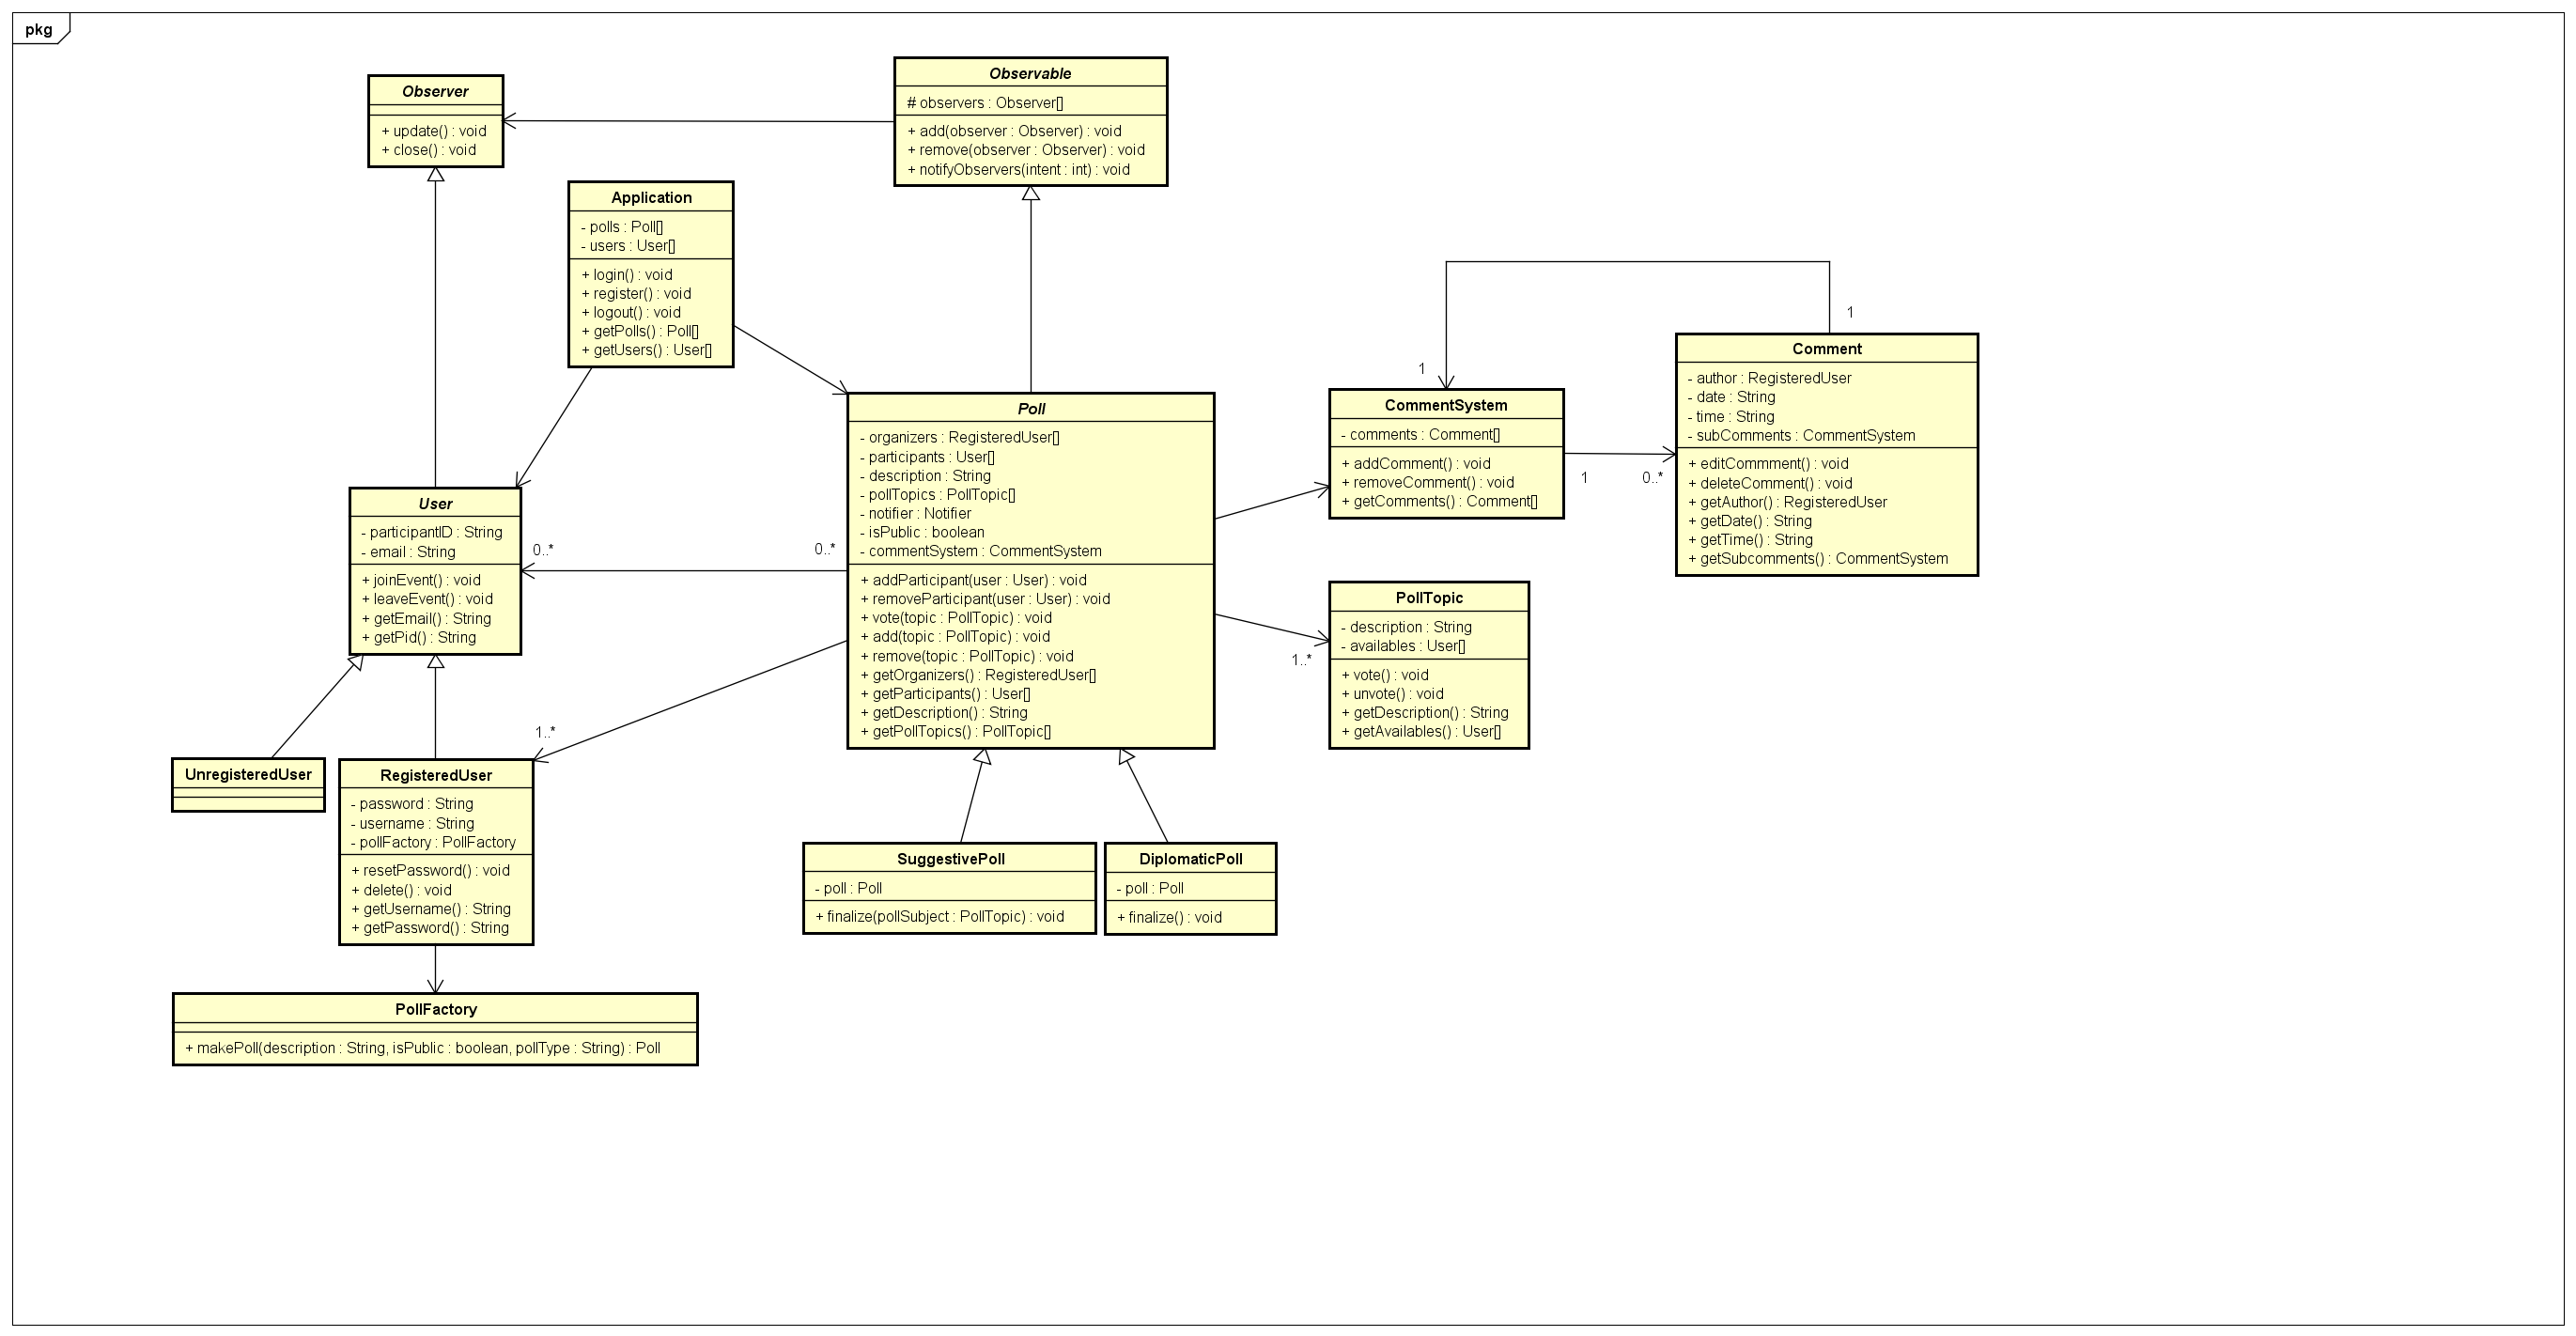 pkg
Observer
+ update() : void
+ close() : void
Observable
# observers : Observer[]
+ add(observer : Observer) : void
+ remove(observer : Observer) : void
+ notifyObservers(intent : int) : void
Application
- polls : Poll[]
- users : User[]
+ login() : void
+ register() : void
+ logout() : void
+ getPolls() : Poll[]
+ getUsers() : User[]
1
1
Comment
- author : RegisteredUser
- date : String
- time : String
- subComments : CommentSystem
+ editCommment() : void
+ deleteComment() : void
+ getAuthor() : RegisteredUser
+ getDate() : String
+ getTime() : String
+ getSubcomments() : CommentSystem
CommentSystem
- comments : Comment[]
+ addComment() : void
+ removeComment() : void
+ getComments() : Comment[]
1
0..*
Poll
- organizers : RegisteredUser[]
- participants : User[]
- description : String
- pollTopics : PollTopic[]
- notifier : Notifier
- isPublic : boolean
- commentSystem : CommentSystem
+ addParticipant(user : User) : void
+ removeParticipant(user : User) : void
+ vote(topic : PollTopic) : void
+ add(topic : PollTopic) : void
+ remove(topic : PollTopic) : void
+ getOrganizers() : RegisteredUser[]
+ getParticipants() : User[]
+ getDescription() : String
+ getPollTopics() : PollTopic[]
User
- participantID : String
- email : String
+ joinEvent() : void
+ leaveEvent() : void
+ getEmail() : String
+ getPid() : String
0..*
0..*
PollTopic
- description : String
- availables : User[]
+ vote() : void
+ unvote() : void
+ getDescription() : String
+ getAvailables() : User[]
1..*
1..*
UnregisteredUser
RegisteredUser
- password : String
- username : String
- pollFactory : PollFactory
+ resetPassword() : void
+ delete() : void
+ getUsername() : String
+ getPassword() : String
SuggestivePoll
- poll : Poll
+ finalize(pollSubject : PollTopic) : void
DiplomaticPoll
- poll : Poll
+ finalize() : void
PollFactory
+ makePoll(description : String, isPublic : boolean, pollType : String) : Poll